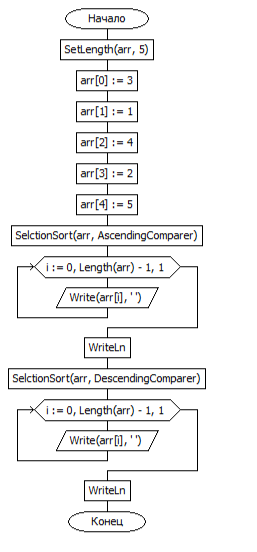 Начало
SetLength(arr, 5)
arr[0] := 3
arr[1] := 1
arr[2] := 4
arr[3] := 2
arr[4] := 5
SelctionSort(arr, AscendingComparer)
i := 0, Length(arr) - 1, 1
Write(arr[i], ' ')
WriteLn
SelctionSort(arr, DescendingComparer)
i := 0, Length(arr) - 1, 1
Write(arr[i], ' ')
WriteLn
Конец